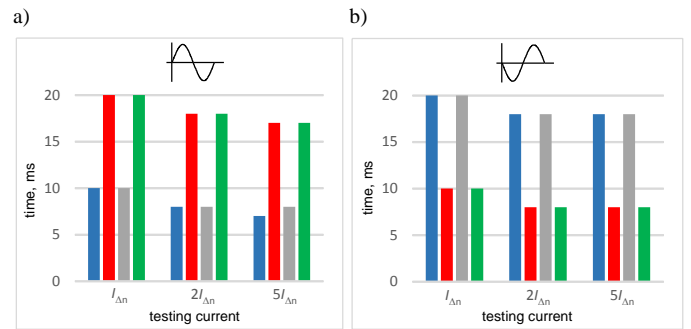 a)
20
15
10
5
0
time, ms
IΔn
2IΔn
5IΔn
testing current
b)
20
15
10
5
0
time, ms
IΔn
2IΔn
5IΔn
testing current